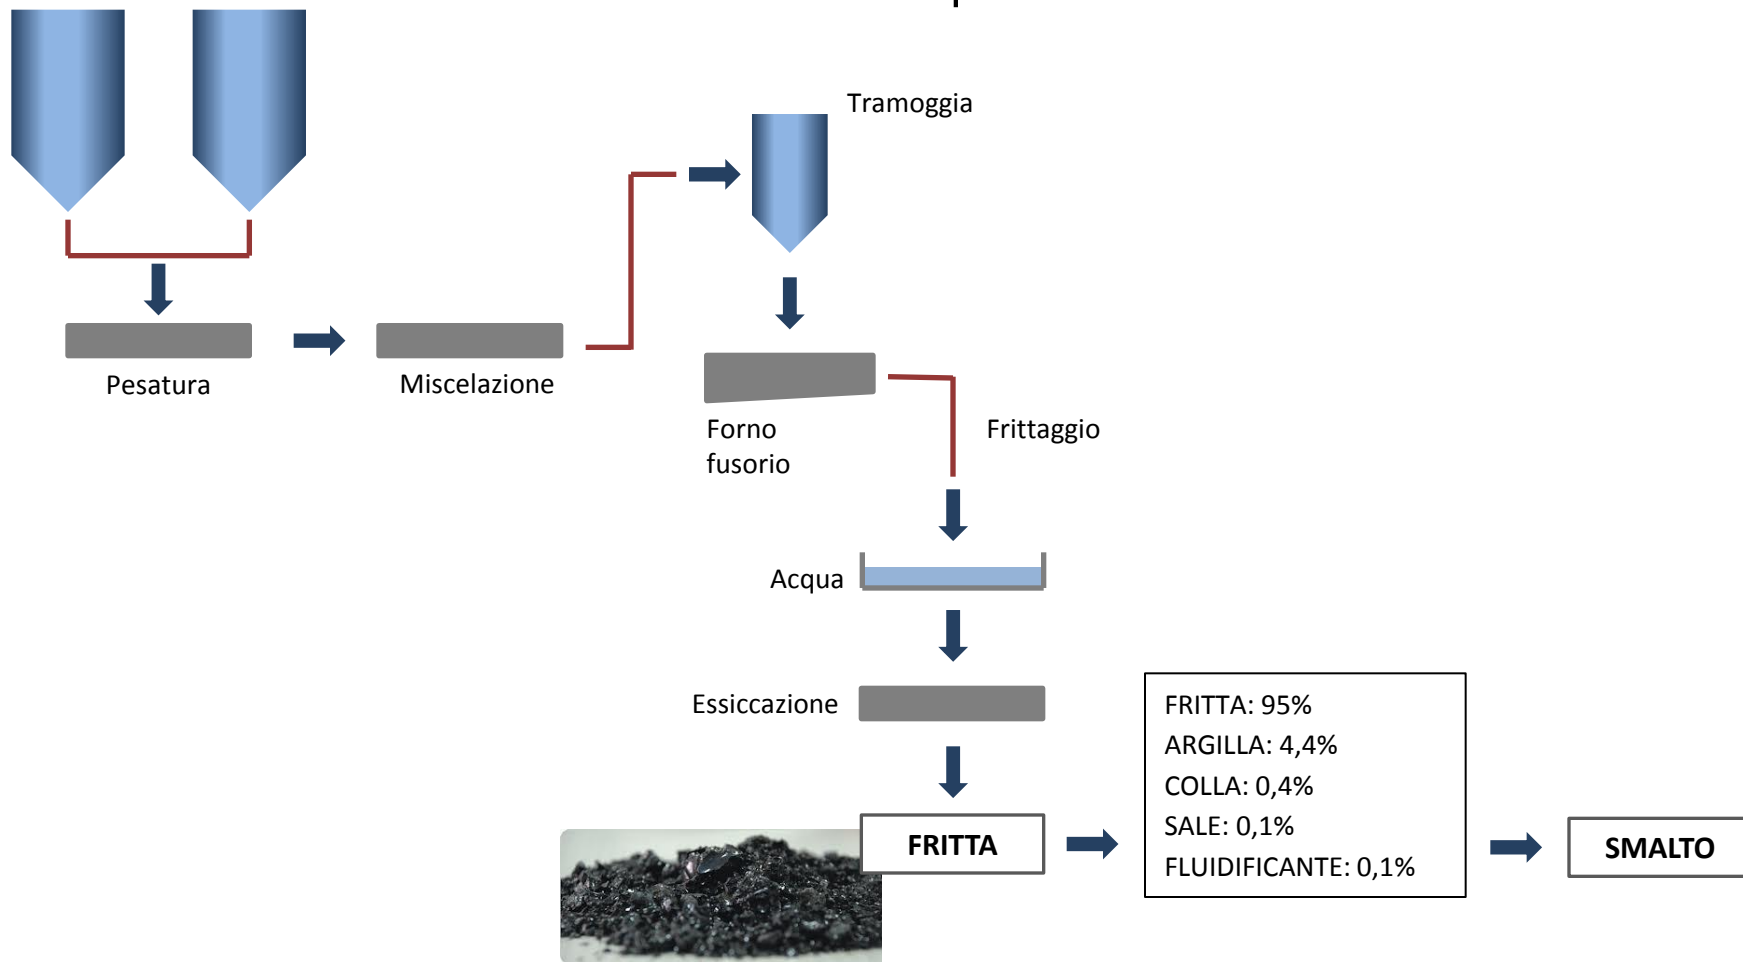 Tramoggia
Pesatura
Miscelazione
Forno
fusorio
Frittaggio
Acqua
Essiccazione
FRITTA
FRITTA: 95%
ARGILLA: 4,4%
COLLA: 0,4%
SALE: 0,1%
FLUIDIFICANTE: 0,1%
SMALTO